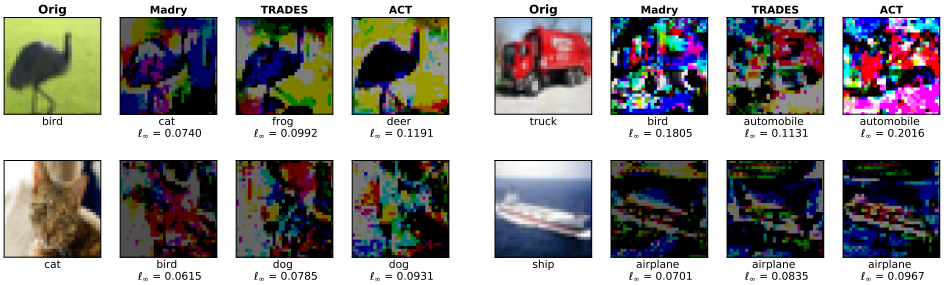 Orig Madry TRADES ACT Orig Madry TRADES ACT
bird cat frog deer truck bird automobile automobile
ℓ∞ = 0.0740 ℓ∞ = 0.0992 ℓ∞ = 0.1191 ℓ∞ = 0.1805 ℓ∞ = 0.1131 ℓ∞ = 0.2016
cat bird dog dog ship airplane airplane airplane
ℓ∞ = 0.0615 ℓ∞ = 0.0785 ℓ∞ = 0.0931 ℓ∞ = 0.0701 ℓ∞ = 0.0835 ℓ∞ = 0.0967